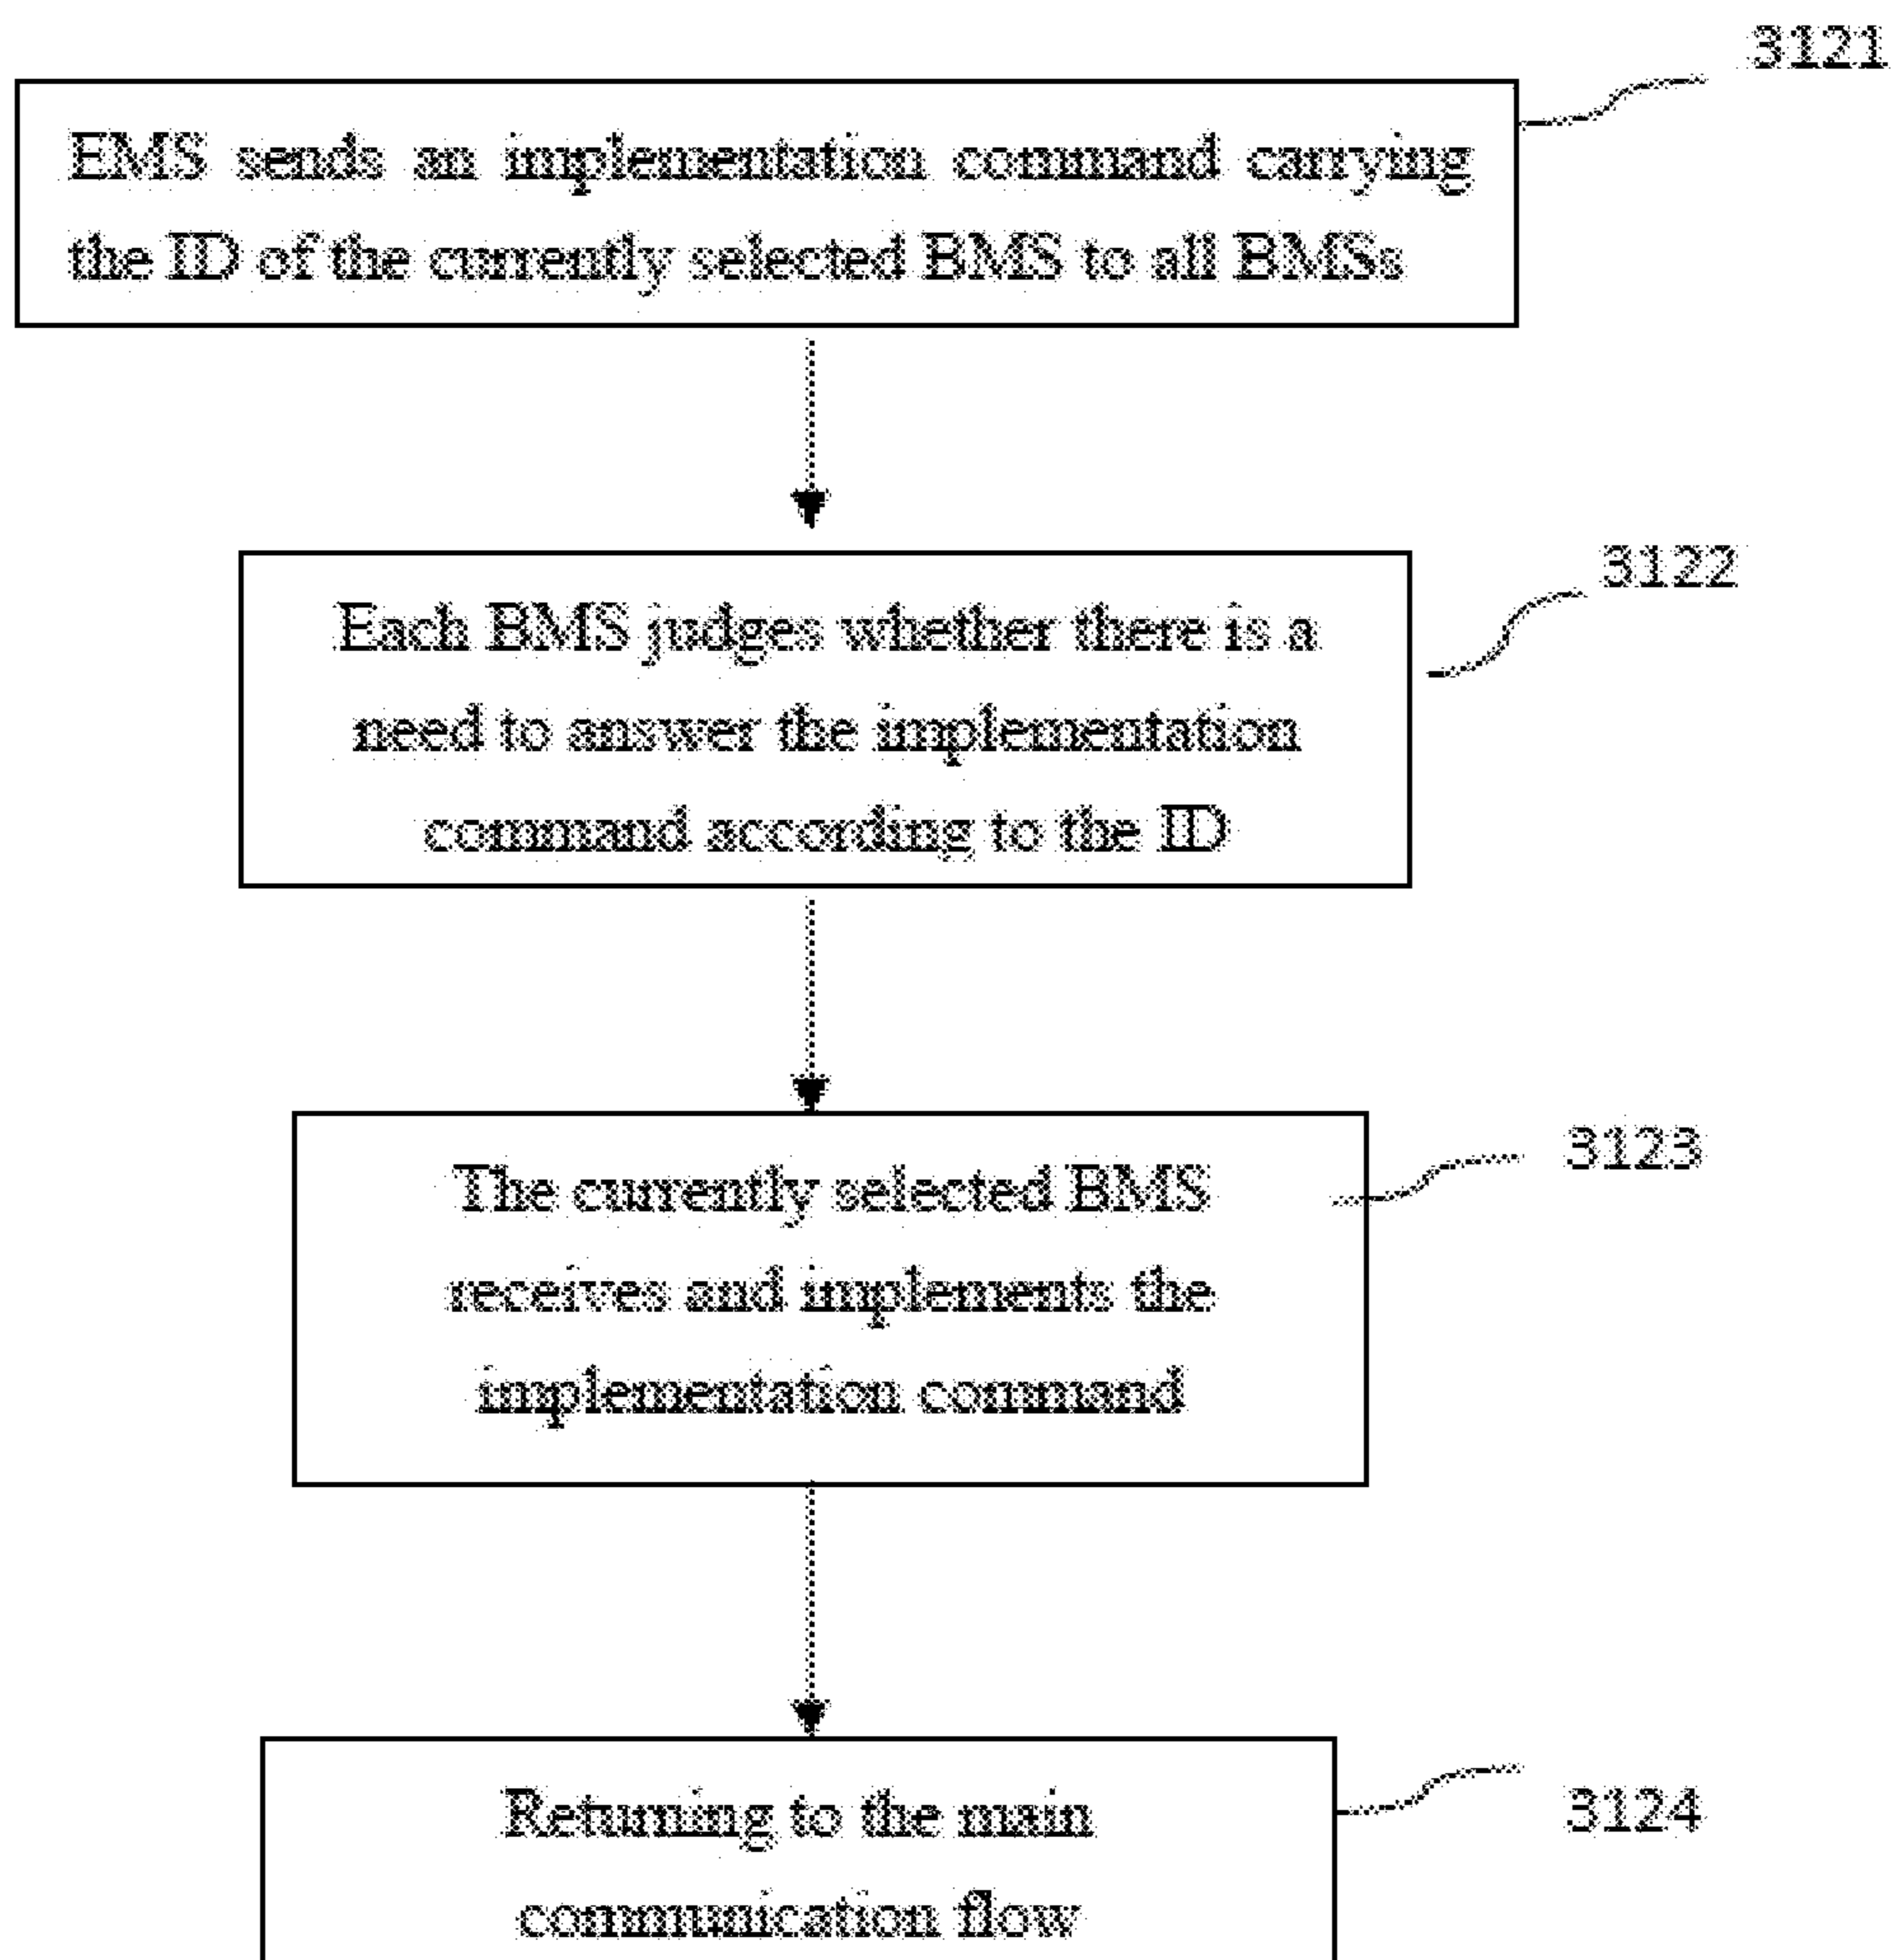 3121
EMS sends an implementation command carrying
the ID of the currently selected BMS to all BMSs
3122
Each BMS judges whether there is a
need to answer the implementation
command according to the ID
3123
The currently selected BMS
receives and implements the
implementation command
3124
Returning to the main
communication flow